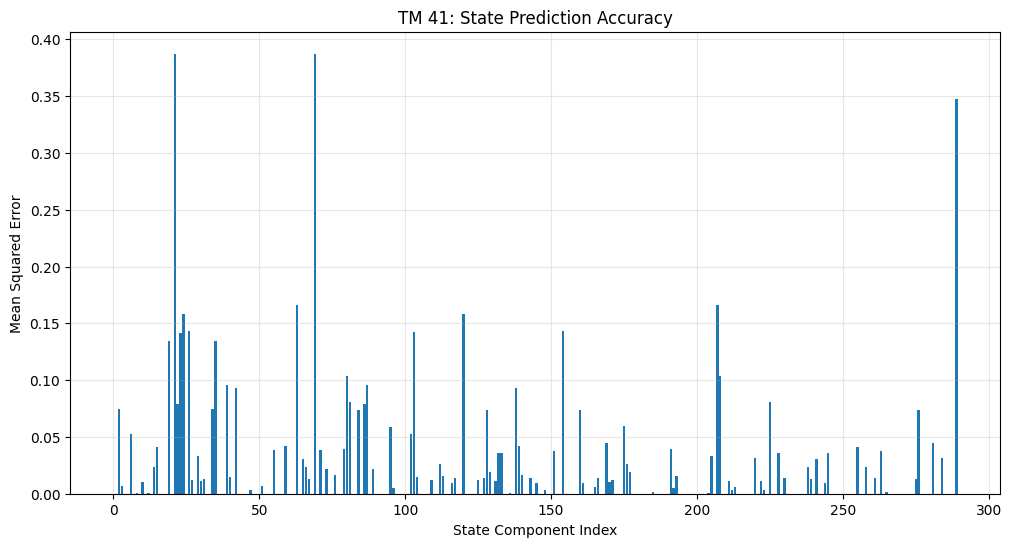 TM 41: State Prediction Accuracy
0.40
0.35
0.30
0.25
0.20
0.15
0.10
0.05
0.00
Mean Squared Error
0 50 100 150 200 250 300
State Component Index